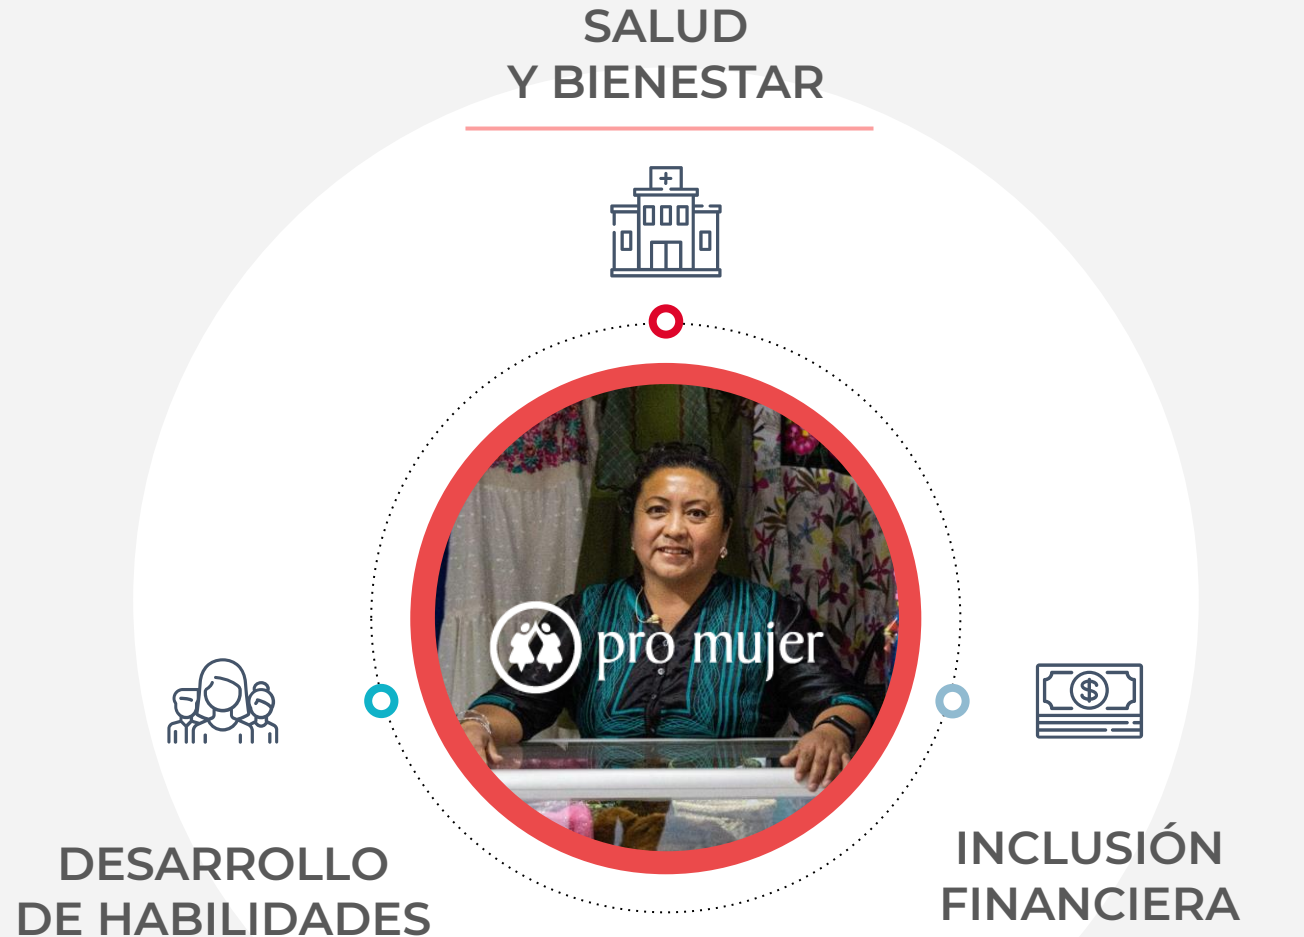 SALUD
Y BIENESTAR
$
pro mujer
DESARROLLO
DE HABILIDADES
INCLUSIÓN
FINANCIERA